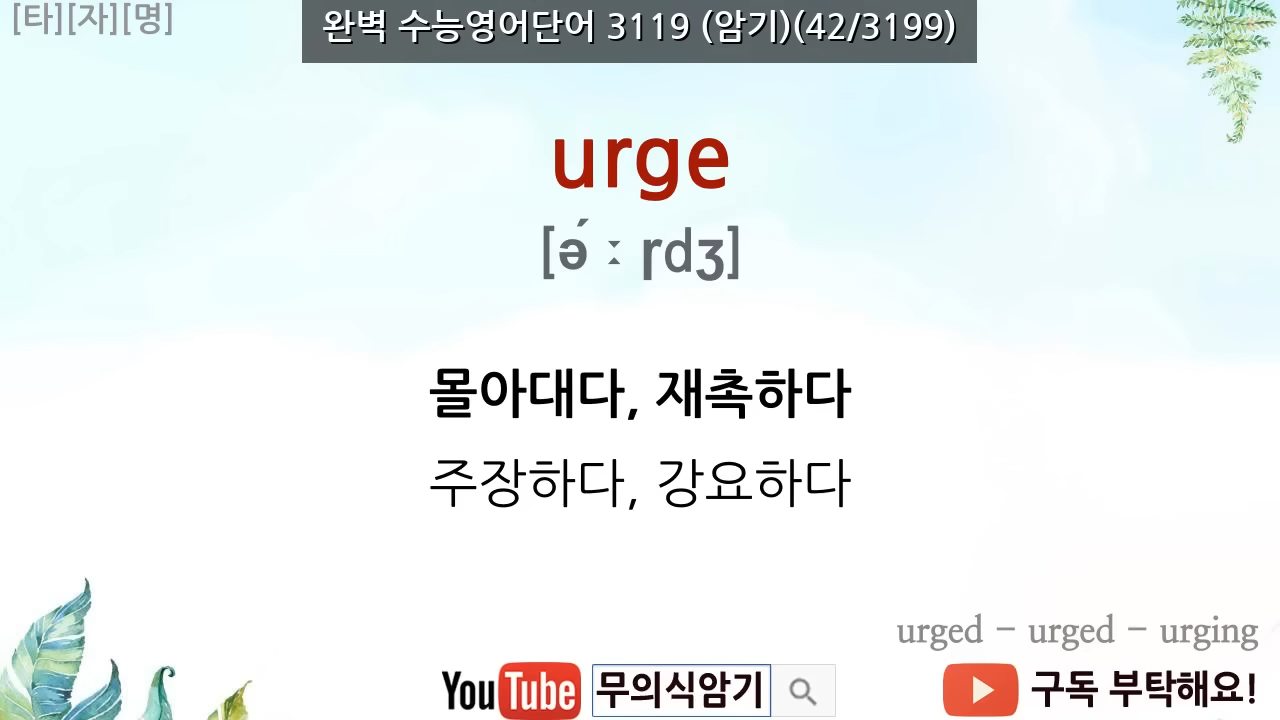 [타][자][명]
완벽 수능영어단어 3119 (암기)(42/3199)
urge
[ə́ːrdʒ]
몰아대다, 재촉하다
주장하다, 강요하다
urged - urged - urging
YouTube 무의식암기
구독 부탁해요!